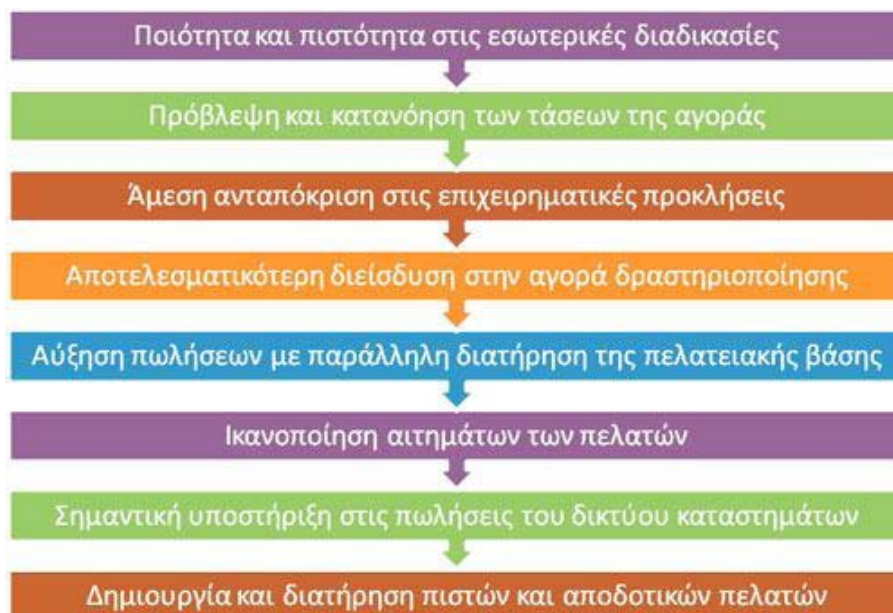 Ποιότητα και πιστότητα στις εσωτερικές διαδικασίες
Πρόβλεψη και κατανόηση των τάσεων της αγοράς
Άμεση ανταπόκριση στις επιχειρηματικές προκλήσεις
Αποτελεσματικότερη διείσδυση στην αγορά δραστηριοποίησης
Αύξηση πωλήσεων με παράλληλη διατήρηση της πελατειακής βάσης
Ικανοποίηση αιτημάτων των πελατών
Σημαντική υποστήριξη στις πωλήσεις του δικτύου καταστημάτων
Δημιουργία και διατήρηση πιστών και αποδοτικών πελατών